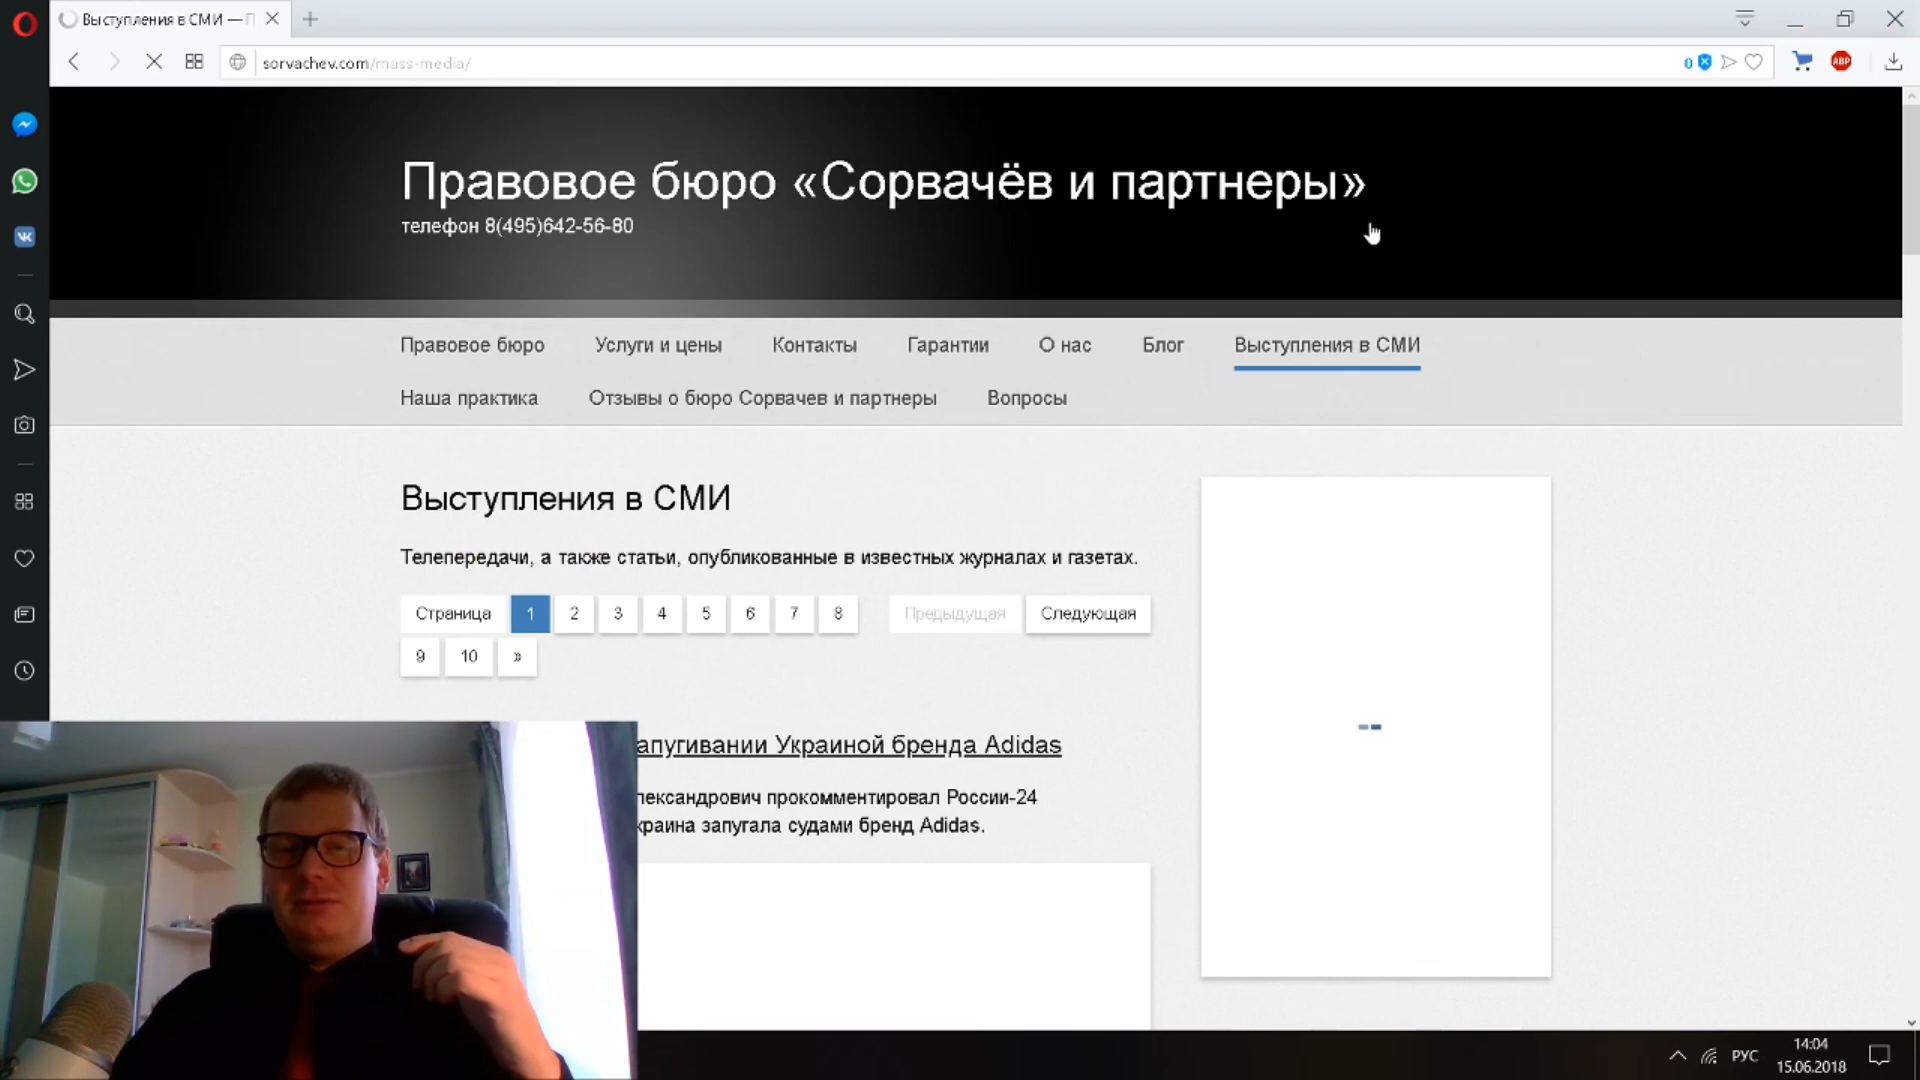 Выступления в СМИ —
sorvachev.com/mass-media/
0
ABP
Правовое бюро «Сорвачёв и партнеры»
телефон 8(495)642-56-80
Правовое бюро Услуги и цены Контакты Гарантии О нас Блог Выступления в СМИ
Наша практика Отзывы о бюро Сорвачев и партнеры Вопросы
Выступления в СМИ
Телепередачи, а также статьи, опубликованные в известных журналах и газетах.
Страница 1 2 3 4 5 6 7 8 Предыдущая Следующая
9 10 »
апугивании Украиной бренда Adidas
лександрович прокомментировал России-24
краина запугала судами бренд Adidas.
РУС
14:04
15.06.2018